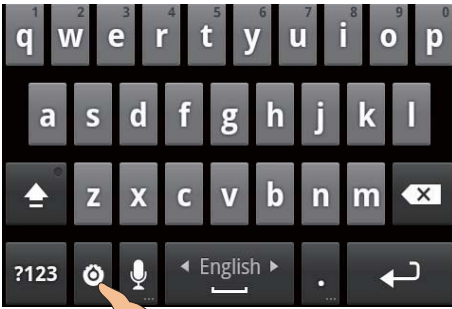 1 2 3 4 5 6 7 8 9 0
q w e r t y u i o p
a s d f g h j k l
z x c v b n m
?123 English . ...